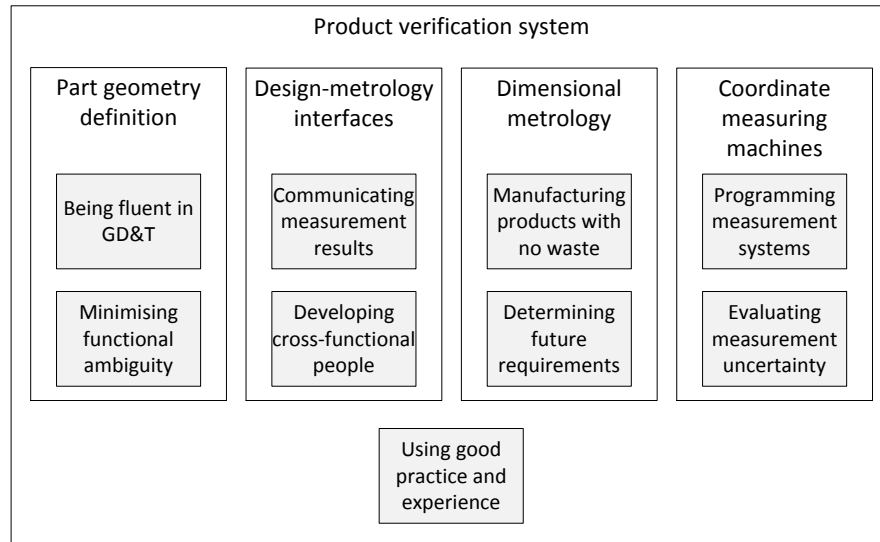 Product verification system
Part geometry
definition
Being fluent in
GD&T
Minimising
functional
ambiguity
Design-metrology
interfaces
Communicating
measurement
results
Developing
cross-functional
people
Dimensional
metrology
Manufacturing
products with
no waste
Determining
future
requirements
Coordinate
measuring
machines
Programming
measurement
systems
Evaluating
measurement
uncertainty
Using good
practice and
experience